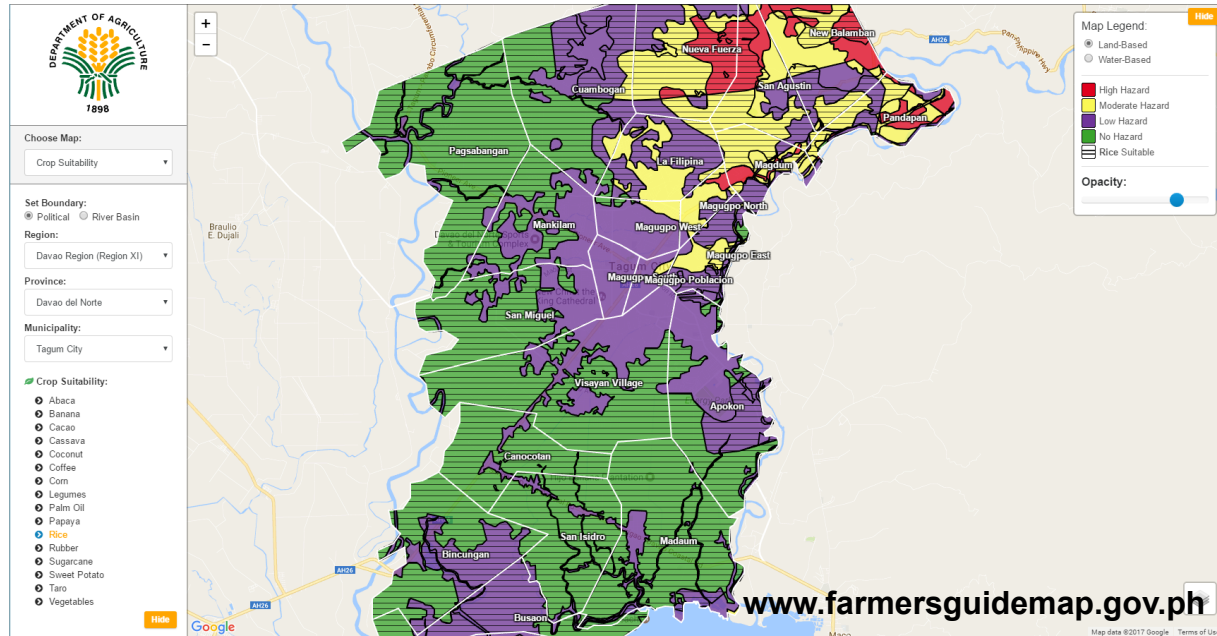 DEPARTMENT OF AGRICULTURE
1898
Choose Map:
Crop Suitability
Set Boundary:
Political River Basin
Region:
Davao Region (Region XI)
Province:
Davao del Norte
Municipality:
Tagum City
Crop Suitability:
Abaca
Banana
Cacao
Cassava
Coconut
Coffee
Corn
Legumes
Palm Oil
Papaya
Rice
Rubber
Sugarcane
Sweet Potato
Taro
Vegetables
Hide
+
−
Braulio
E. Dujali
Nueva Fuerza
New Balamban
Cuambogan
San Agustin
Pandapan
Pagsabangan
La Filipina
Magdum
Magugpo North
Mankilam
Magugpo West
Magugpo East
Magugpo Poblacion
San Miguel
Visayan Village
Apokon
Canocotan
San Isidro
Madaum
Bincungan
Busaon
AH26
AH26
AH26
Google
Hide
Map Legend:
Land-Based
Water-Based
High Hazard
Moderate Hazard
Low Hazard
No Hazard
Rice Suitable
Opacity:
www.farmersguidemap.gov.ph
Map data ©2017 Google Terms of Us